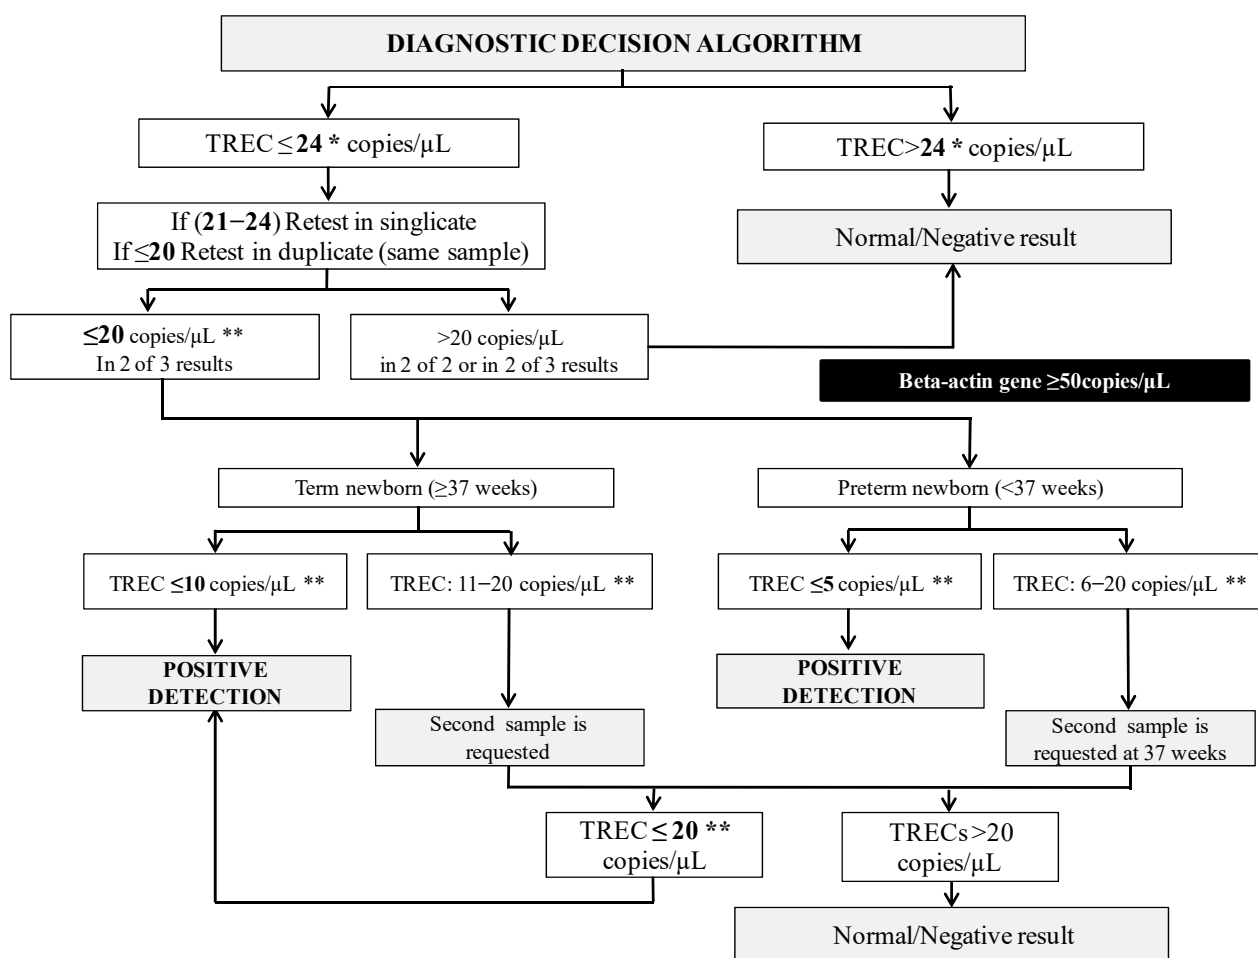 DIAGNOSTIC DECISION ALGORITHM
TREC ≤ 24 * copies/µL
TREC>24 * copies/µL
If (21−24) Retest in singlicate
If ≤20 Retest in duplicate (same sample)
Normal/Negative result
≤20 copies/µL **
In 2 of 3 results
>20 copies/µL
in 2 of 2 or in 2 of 3 results
Beta-actin gene ≥50copies/µL
Term newborn (≥37 weeks)
Preterm newborn (<37 weeks)
TREC ≤10 copies/µL **
TREC: 11−20 copies/µL **
TREC ≤5 copies/µL **
TREC: 6−20 copies/µL **
POSITIVE
DETECTION
POSITIVE
DETECTION
Second sample is
requested
Second sample is
requested at 37 weeks
TREC ≤ 20 **
copies/µL
TRECs >20
copies/µL
Normal/Negative result